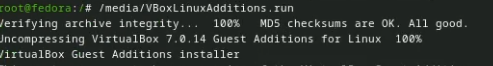 root@fedora:/# /media/VBoxLinuxAdditions.run
Verifying archive integrity... 100% MD5 checksums are OK. All good.
Uncompressing VirtualBox 7.0.14 Guest Additions for Linux 100%
VirtualBox Guest Additions installer